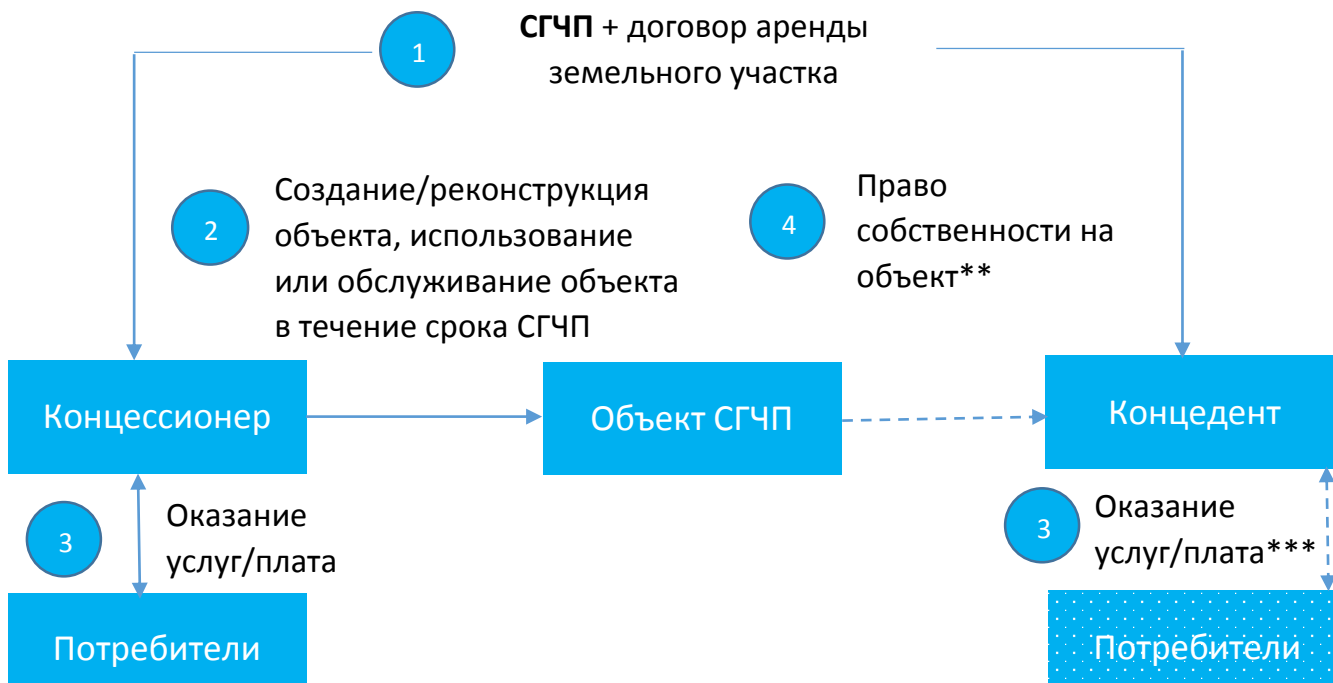 1
СГЧП + договор аренды
земельного участка
2
Создание/реконструкция
объекта, использование
или обслуживание объекта
в течение срока СГЧП
4
Право
собственности на
объект**
Концессионер
Объект СГЧП
Концедент
3
Оказание
услуг/плата
3
Оказание
услуг/плата***
Потребители
Потребители